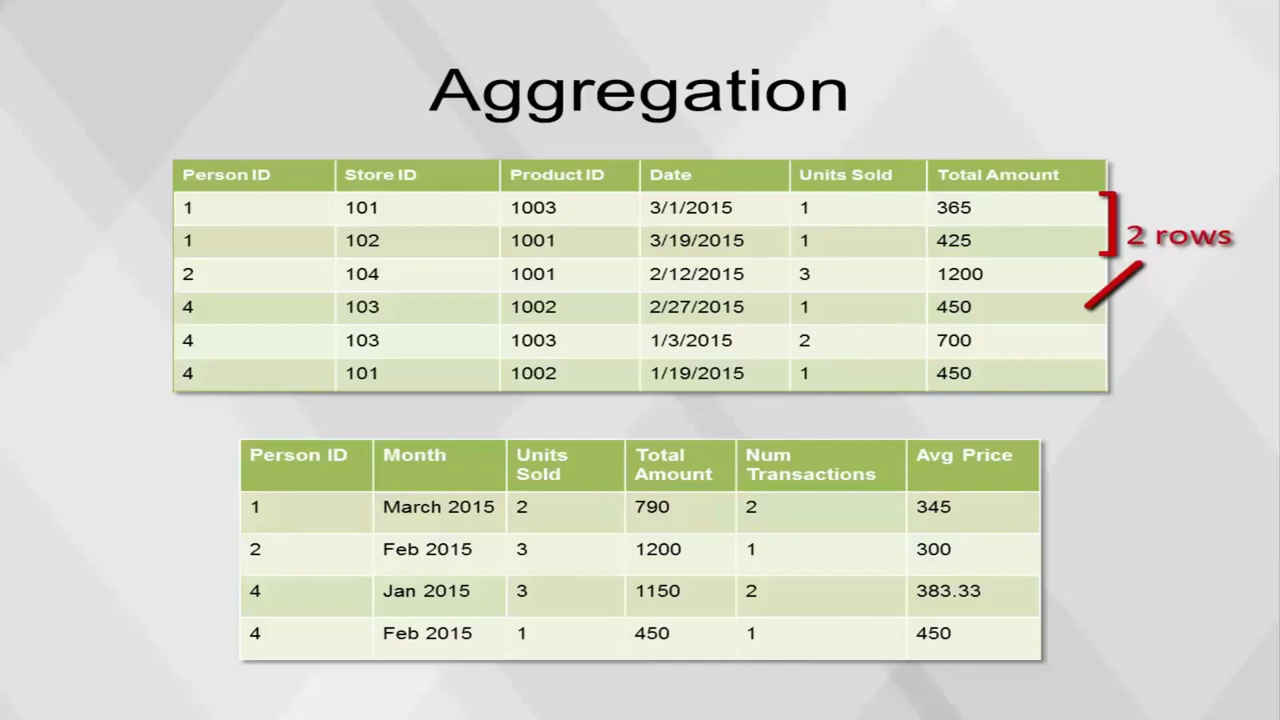 Aggregation
Person ID Store ID Product ID Date Units Sold Total Amount
1 101 1003 3/1/2015 1 365
1 102 1001 3/19/2015 1 425
2 rows
2 104 1001 2/12/2015 3 1200
4 103 1002 2/27/2015 1 450
4 103 1003 1/3/2015 2 700
4 101 1002 1/19/2015 1 450
Person ID Month Units Sold Total Amount Num Transactions Avg Price
1 March 2015 2 790 2 345
2 Feb 2015 3 1200 1 300
4 Jan 2015 3 1150 2 383.33
4 Feb 2015 1 450 1 450